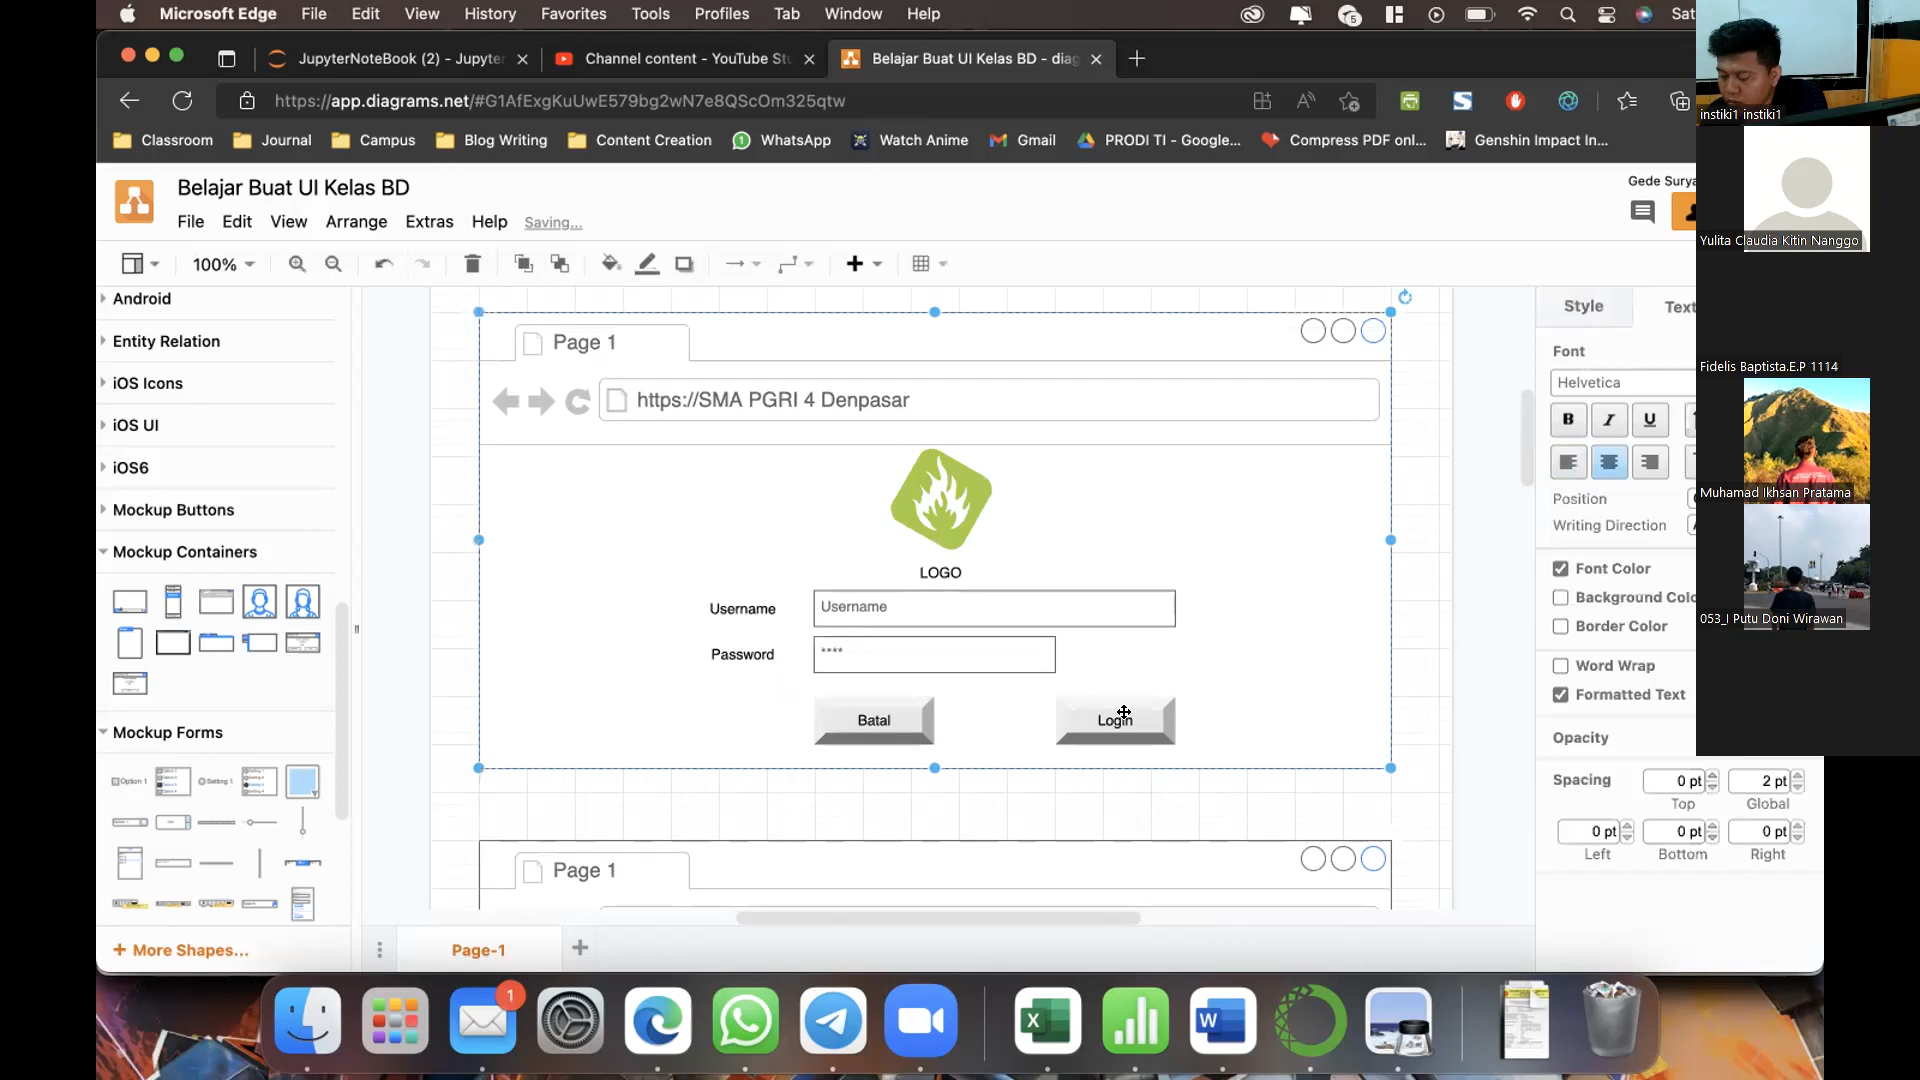 Microsoft Edge File Edit View History Favorites Tools Profiles Tab Window Help
5
Sat
JupyterNoteBook (2) - Jupyter
Channel content - YouTube St
Belajar Buat UI Kelas BD - diag
https://app.diagrams.net/#G1AfExgKuUwE579bg2wN7e8QScOm325qtw
Classroom Journal Campus Blog Writing Content Creation WhatsApp Watch Anime Gmail PRODI TI - Google... Compress PDF onl... Genshin Impact In...
Belajar Buat UI Kelas BD
Gede Surya
File Edit View Arrange Extras Help Saving...
100%
Android
Entity Relation
iOS Icons
iOS UI
iOS6
Mockup Buttons
Mockup Containers
Mockup Forms
Option 1
Setting 1
+ More Shapes...
Page 1
https://SMA PGRI 4 Denpasar
LOGO
Username Username
Password ****
Batal Login
Page 1
Page-1
Style Text
Font
Helvetica
B I U
Position
Writing Direction
Font Color
Background Colo
Border Color
Word Wrap
Formatted Text
Opacity
Spacing 0 pt 2 pt
Top Global
0 pt 0 pt 0 pt
Left Bottom Right
instiki1 instiki1
Yulita Claudia Kitin Nanggo
Fidelis Baptista.E.P 1114
Muhamad Ikhsan Pratama
053_I Putu Doni Wirawan
1
X
W